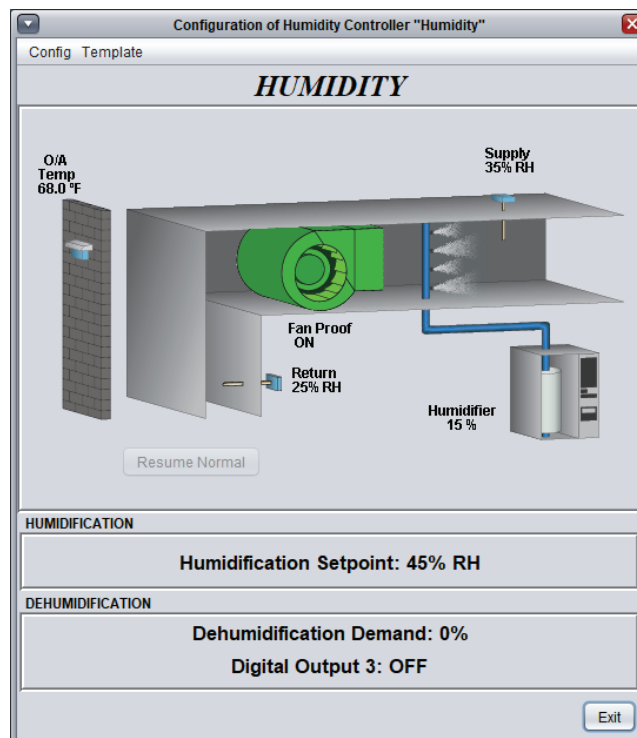 Configuration of Humidity Controller "Humidity"
Config Template
HUMIDITY
O/A
Temp
68.0 °F
Supply
35% RH
Fan Proof
ON
Return
25% RH
Humidifier
15 %
Resume Normal
HUMIDIFICATION
Humidification Setpoint: 45% RH
DEHUMIDIFICATION
Dehumidification Demand: 0%
Digital Output 3: OFF
Exit